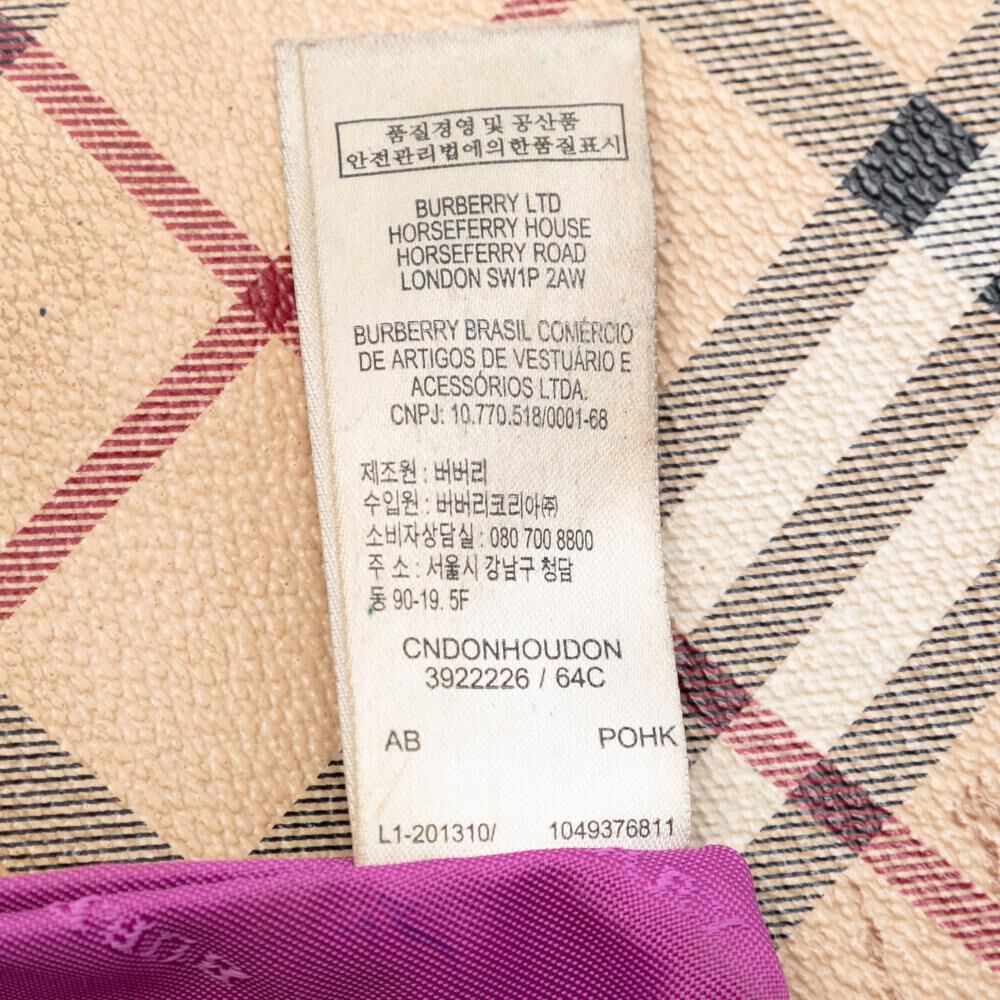 품질경영 및 공산품
안전관리법에의한품질표시
BURBERRY LTD
HORSEFERRY HOUSE
HORSEFERRY ROAD
LONDON SW1P 2AW
BURBERRY BRASIL COMÉRCIO
DE ARTIGOS DE VESTUÁRIO E
ACESSÓRIOS LTDA.
CNPJ: 10.770.518/0001-68
제조원 : 버버리
수입원 : 버버리코리아㈜
소비자상담실 : 080 700 8800
주 소 : 서울시 강남구 청담
동 90-19. 5F
CNDONHOUDON
3922226 / 64C
AB POHK
L1-201310/ 1049376811